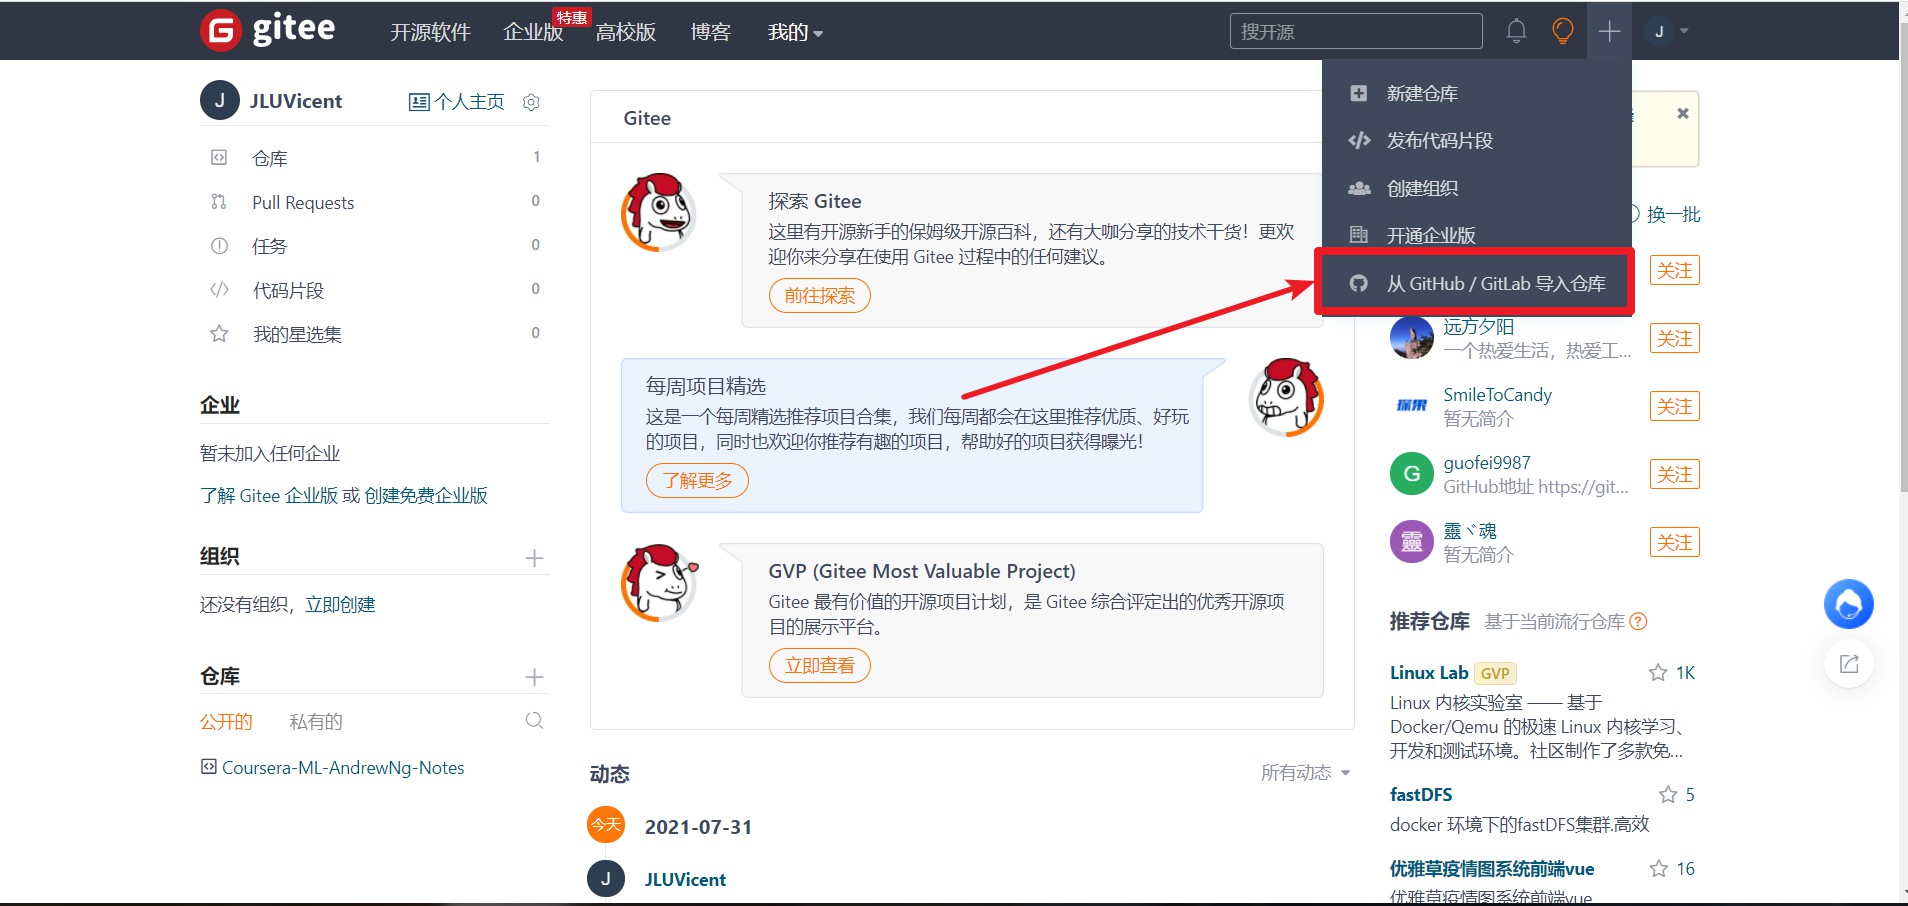 gitee
开源软件
企业版
特惠
高校版
博客
我的
搜开源
J
新建仓库
发布代码片段
创建组织
开通企业版
从 GitHub / GitLab 导入仓库
J
JLUVicent
个人主页
仓库 1
Pull Requests 0
任务 0
代码片段 0
我的星选集 0
企业
暂未加入任何企业
了解 Gitee 企业版 或 创建免费企业版
组织
还没有组织，立即创建
仓库
公开的 私有的
Coursera-ML-AndrewNg-Notes
Gitee
探索 Gitee
这里有开源新手的保姆级开源百科，还有大咖分享的技术干货！更欢
迎你来分享在使用 Gitee 过程中的任何建议。
前往探索
每周项目精选
这是一个每周精选推荐项目合集，我们每周都会在这里推荐优质、好玩
的项目，同时也欢迎你推荐有趣的项目，帮助好的项目获得曝光！
了解更多
GVP (Gitee Most Valuable Project)
Gitee 最有价值的开源项目计划，是 Gitee 综合评定出的优秀开源项
目的展示平台。
立即查看
动态
所有动态
今天
2021-07-31
J
JLUVicent
换一批
关注
远方夕阳
一个热爱生活，热爱工...
关注
探果
SmileToCandy
暂无简介
关注
G
guofei9987
GitHub地址 https://git...
关注
靈
靈ヾ魂
暂无简介
关注
推荐仓库 基于当前流行仓库
Linux Lab GVP 1K
Linux 内核实验室 —— 基于
Docker/Qemu 的极速 Linux 内核学习、
开发和测试环境。社区制作了多款免...
fastDFS 5
docker 环境下的fastDFS集群.高效
优雅草疫情图系统前端vue 16
优雅草疫情图系统前端vue